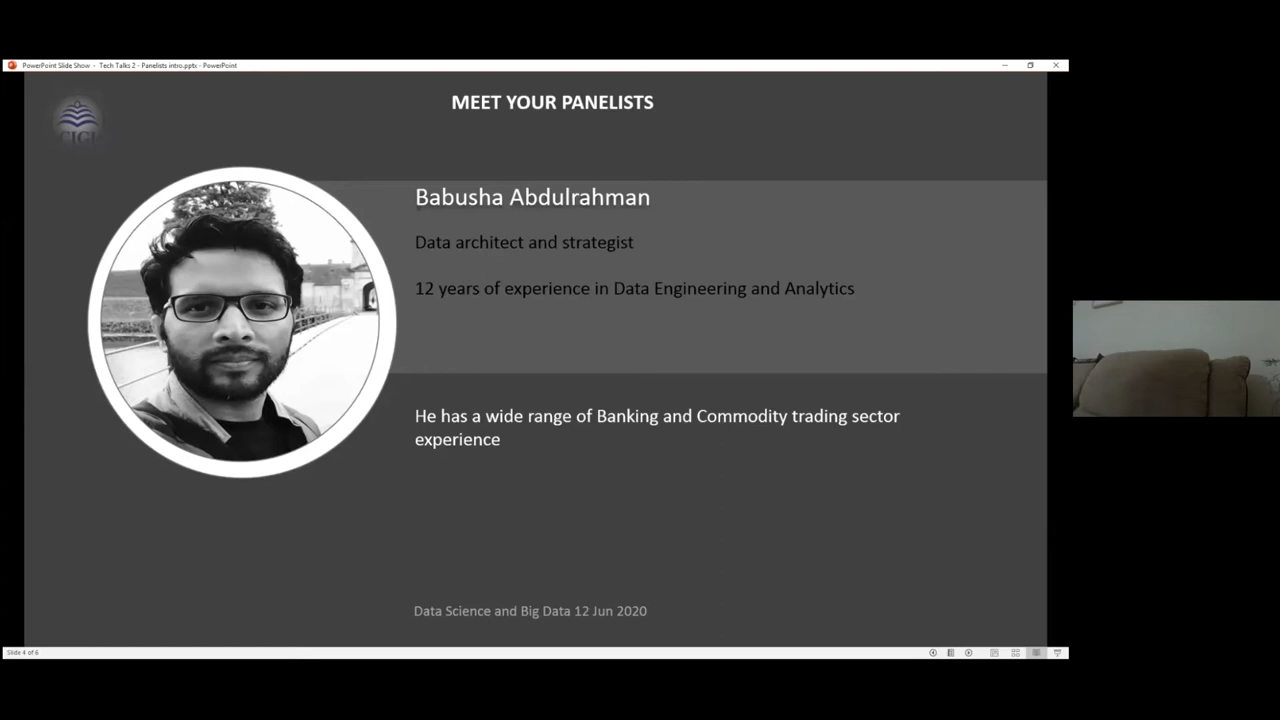 PowerPoint Slide Show - Tech Talks 2 - Panelists intro.pptx - PowerPoint
MEET YOUR PANELISTS
CIGI
Babusha Abdulrahman
Data architect and strategist
12 years of experience in Data Engineering and Analytics
He has a wide range of Banking and Commodity trading sector
experience
Data Science and Big Data 12 Jun 2020
Slide 4 of 6